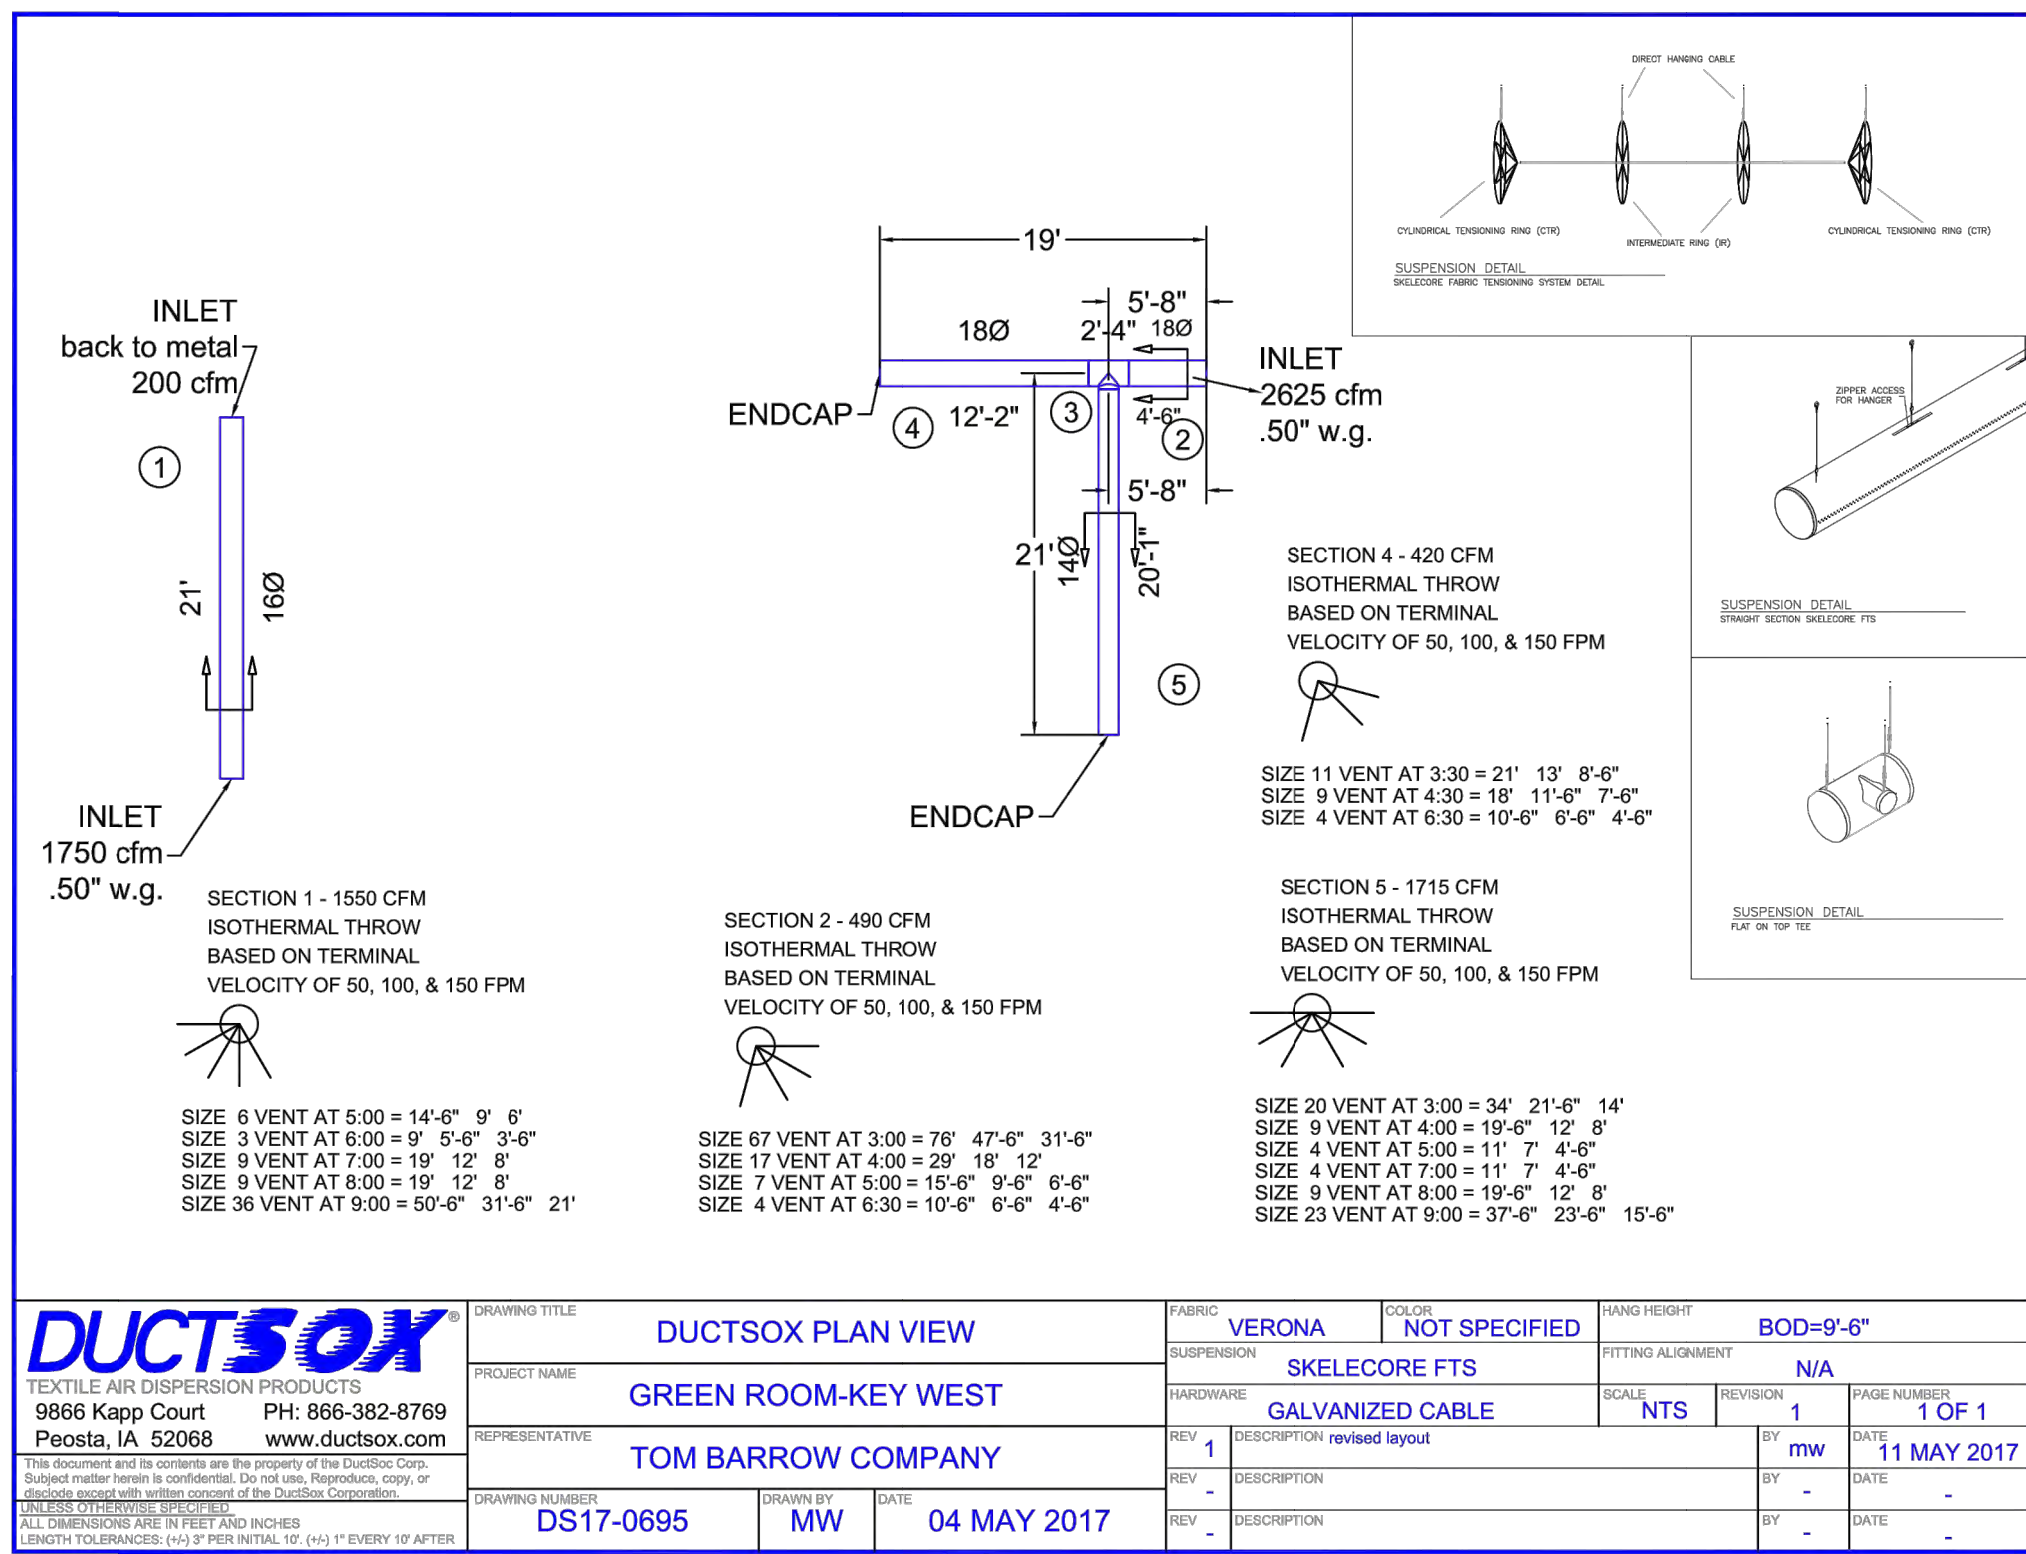 DIRECT HANGING CABLE
CYLINDRICAL TENSIONING RING (CTR)
INTERMEDIATE RING (IR)
CYLINDRICAL TENSIONING RING (CTR)
SUSPENSION DETAIL
SKELECORE FABRIC TENSIONING SYSTEM DETAIL
ZIPPER ACCESS
FOR HANGER
SUSPENSION DETAIL
STRAIGHT SECTION SKELECORE FTS
SUSPENSION DETAIL
FLAT ON TOP TEE
INLET
back to metal
200 cfm
1
21'
16Ø
INLET
1750 cfm
.50" w.g.
19'
5'-8"
18Ø
2'-4"
18Ø
INLET
2625 cfm
.50" w.g.
ENDCAP
4
12'-2"
3
4'-6"
2
5'-8"
21'
14Ø
20'-1"
5
ENDCAP
SECTION 4 - 420 CFM
ISOTHERMAL THROW
BASED ON TERMINAL
VELOCITY OF 50, 100, & 150 FPM
SIZE 11 VENT AT 3:30 = 21' 13' 8'-6"
SIZE 9 VENT AT 4:30 = 18' 11'-6" 7'-6"
SIZE 4 VENT AT 6:30 = 10'-6" 6'-6" 4'-6"
SECTION 1 - 1550 CFM
ISOTHERMAL THROW
BASED ON TERMINAL
VELOCITY OF 50, 100, & 150 FPM
SIZE 6 VENT AT 5:00 = 14'-6" 9' 6'
SIZE 3 VENT AT 6:00 = 9' 5'-6" 3'-6"
SIZE 9 VENT AT 7:00 = 19' 12' 8'
SIZE 9 VENT AT 8:00 = 19' 12' 8'
SIZE 36 VENT AT 9:00 = 50'-6" 31'-6" 21'
SECTION 2 - 490 CFM
ISOTHERMAL THROW
BASED ON TERMINAL
VELOCITY OF 50, 100, & 150 FPM
SIZE 67 VENT AT 3:00 = 76' 47'-6" 31'-6"
SIZE 17 VENT AT 4:00 = 29' 18' 12'
SIZE 7 VENT AT 5:00 = 15'-6" 9'-6" 6'-6"
SIZE 4 VENT AT 6:30 = 10'-6" 6'-6" 4'-6"
SECTION 5 - 1715 CFM
ISOTHERMAL THROW
BASED ON TERMINAL
VELOCITY OF 50, 100, & 150 FPM
SIZE 20 VENT AT 3:00 = 34' 21'-6" 14'
SIZE 9 VENT AT 4:00 = 19'-6" 12' 8'
SIZE 4 VENT AT 5:00 = 11' 7' 4'-6"
SIZE 4 VENT AT 7:00 = 11' 7' 4'-6"
SIZE 9 VENT AT 8:00 = 19'-6" 12' 8'
SIZE 23 VENT AT 9:00 = 37'-6" 23'-6" 15'-6"
DUCTSOX®
TEXTILE AIR DISPERSION PRODUCTS
9866 Kapp Court PH: 866-382-8769
Peosta, IA 52068 www.ductsox.com
This document and its contents are the property of the DuctSoc Corp.
Subject matter herein is confidential. Do not use, Reproduce, copy, or
disclode except with written concent of the DuctSox Corporation.
UNLESS OTHERWISE SPECIFIED
ALL DIMENSIONS ARE IN FEET AND INCHES
LENGTH TOLERANCES: (+/-) 3" PER INITIAL 10'. (+/-) 1" EVERY 10' AFTER
DRAWING TITLE
DUCTSOX PLAN VIEW
PROJECT NAME
GREEN ROOM-KEY WEST
REPRESENTATIVE
TOM BARROW COMPANY
DRAWING NUMBER
DS17-0695
DRAWN BY
MW
DATE
04 MAY 2017
FABRIC
VERONA
COLOR
NOT SPECIFIED
HANG HEIGHT
BOD=9'-6"
SUSPENSION
SKELECORE FTS
FITTING ALIGNMENT
N/A
HARDWARE
GALVANIZED CABLE
SCALE
NTS
REVISION
1
PAGE NUMBER
1 OF 1
REV 1 DESCRIPTION revised layout BY mw DATE 11 MAY 2017
REV - DESCRIPTION BY - DATE -
REV - DESCRIPTION BY - DATE -